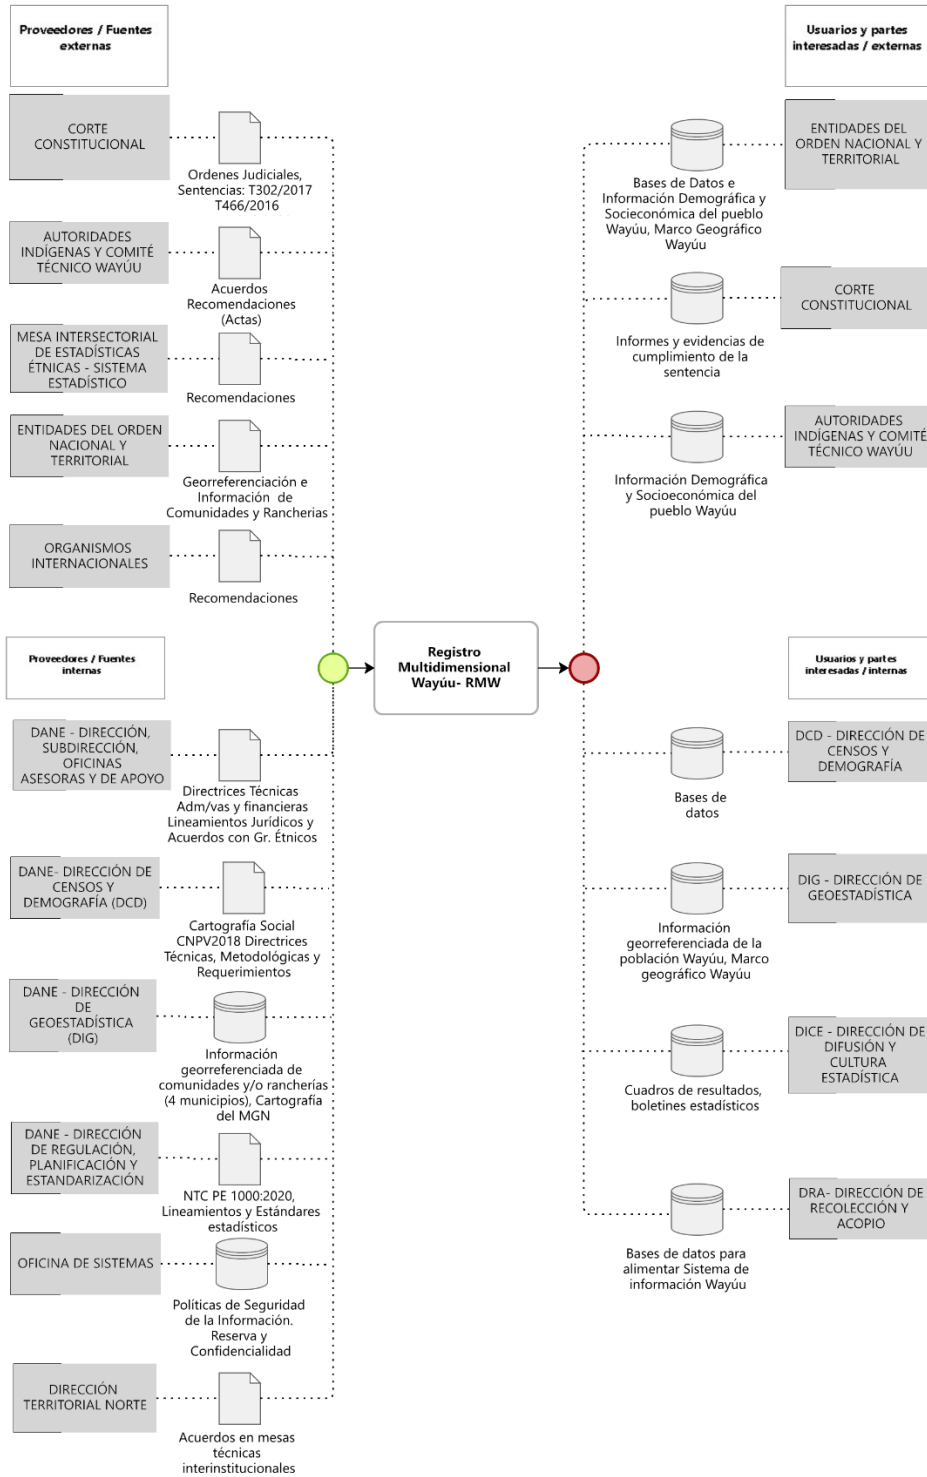 Proveedores / Fuentes
externas
CORTE
CONSTITUCIONAL
Ordenes Judiciales,
Sentencias: T302/2017
T466/2016
AUTORIDADES
INDÍGENAS Y COMITÉ
TÉCNICO WAYÚU
Acuerdos
Recomendaciones
(Actas)
MESA INTERSECTORIAL
DE ESTADÍSTICAS
ÉTNICAS - SISTEMA
ESTADÍSTICO
Recomendaciones
ENTIDADES DEL ORDEN
NACIONAL Y
TERRITORIAL
Georreferenciación e
Información de
Comunidades y Rancherias
ORGANISMOS
INTERNACIONALES
Recomendaciones
Proveedores / Fuentes
internas
DANE - DIRECCIÓN,
SUBDIRECCIÓN,
OFICINAS
ASESORAS Y DE APOYO
Directrices Técnicas
Adm/vas y financieras
Lineamientos Jurídicos y
Acuerdos con Gr. Étnicos
DANE- DIRECCIÓN DE
CENSOS Y
DEMOGRAFÍA (DCD)
Cartografía Social
CNPV2018 Directrices
Técnicas, Metodológicas y
Requerimientos
DANE - DIRECCIÓN
DE
GEOESTADÍSTICA
(DIG)
Información
georreferenciada de
comunidades y/o rancherías
(4 municipios), Cartografía
del MGN
DANE - DIRECCIÓN
DE REGULACIÓN,
PLANIFICACIÓN Y
ESTANDARIZACIÓN
NTC PE 1000:2020,
Lineamientos y Estándares
estadísticos
OFICINA DE SISTEMAS
Políticas de Seguridad
de la Información.
Reserva y
Confidencialidad
DIRECCIÓN
TERRITORIAL NORTE
Acuerdos en mesas
técnicas
interinstitucionales
Registro
Multidimensional
Wayúu- RMW
Usuarios y partes
interesadas / externas
ENTIDADES DEL
ORDEN NACIONAL Y
TERRITORIAL
Bases de Datos e
Información Demográfica y
Socieconómica del pueblo
Wayúu, Marco Geográfico
Wayúu
CORTE
CONSTITUCIONAL
Informes y evidencias de
cumplimiento de la
sentencia
AUTORIDADES
INDÍGENAS Y COMITÉ
TÉCNICO WAYÚU
Información Demográfica
y Socioeconómica del
pueblo Wayúu
Usuarios y partes
interesadas / internas
DCD - DIRECCIÓN DE
CENSOS Y
DEMOGRAFÍA
Bases de
datos
DIG - DIRECCIÓN DE
GEOESTADÍSTICA
Información
georreferenciada de la
población Wayúu, Marco
geográfico Wayúu
DICE - DIRECCIÓN DE
DIFUSIÓN Y
CULTURA
ESTADÍSTICA
Cuadros de resultados,
boletines estadísticos
DRA- DIRECCIÓN DE
RECOLECCIÓN Y
ACOPIO
Bases de datos para
alimentar Sistema de
información Wayúu